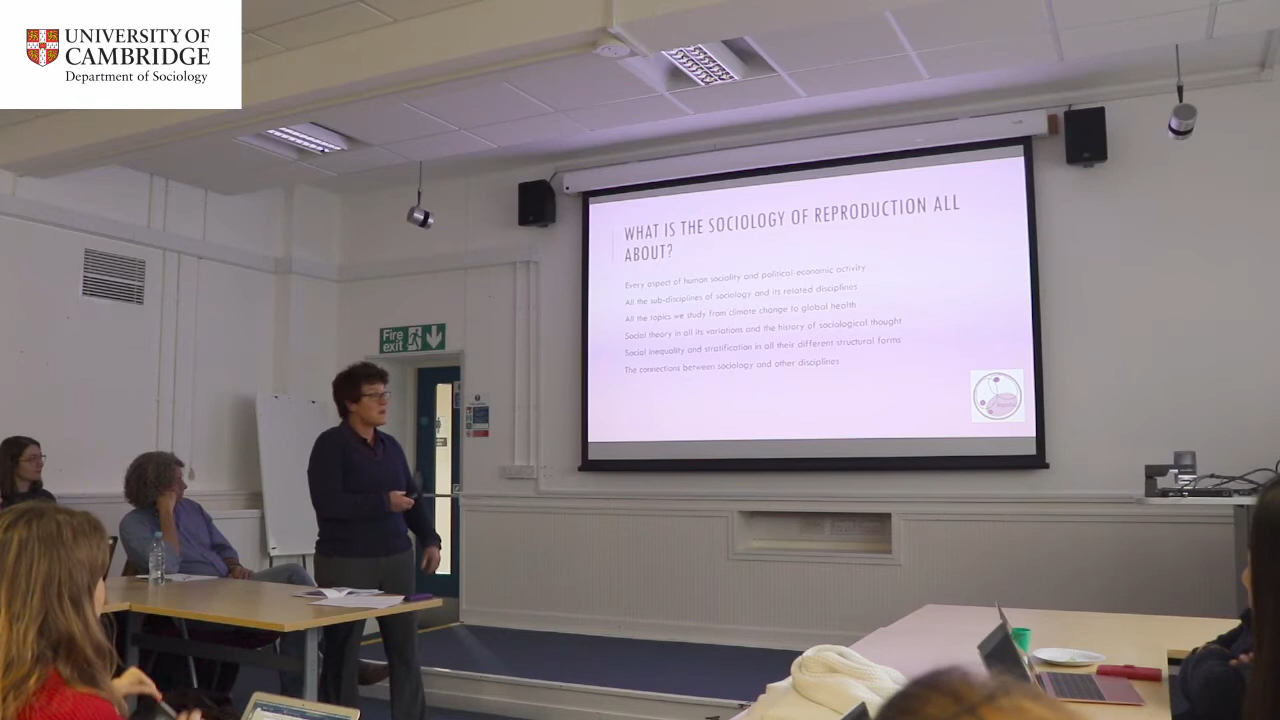 UNIVERSITY OF
CAMBRIDGE
Department of Sociology
WHAT IS THE SOCIOLOGY OF REPRODUCTION ALL
ABOUT?
Every aspect of human sociality and political-economic activity
All the sub-disciplines of sociology and its related disciplines
All the topics we study from climate change to global health
Social theory in all its variations and the history of sociological thought
Social inequality and stratification in all their different structural forms
The connections between sociology and other disciplines
Fire
exit